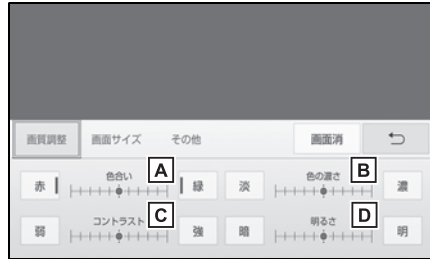 画質調整 画面サイズ その他 画面消
色合い A 色の濃さ B
赤 緑 淡 濃
コントラスト C 明るさ D
弱 強 暗 明